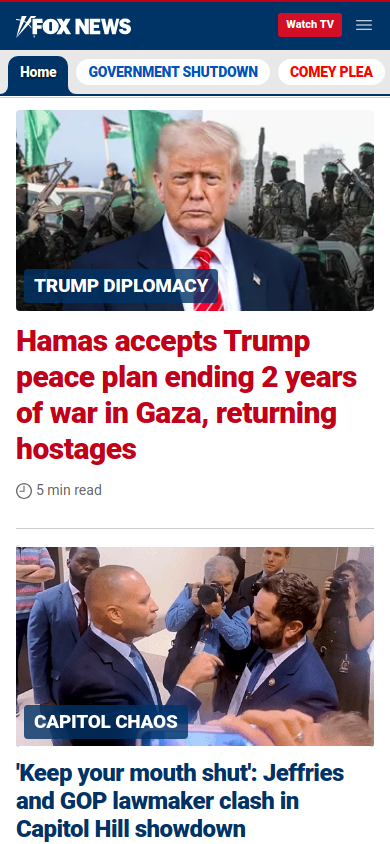 FOX NEWS
Watch TV
Home
GOVERNMENT SHUTDOWN
COMEY PLEA
TRUMP DIPLOMACY
Hamas accepts Trump
peace plan ending 2 years
of war in Gaza, returning
hostages
5 min read
CAPITOL CHAOS
'Keep your mouth shut': Jeffries
and GOP lawmaker clash in
Capitol Hill showdown